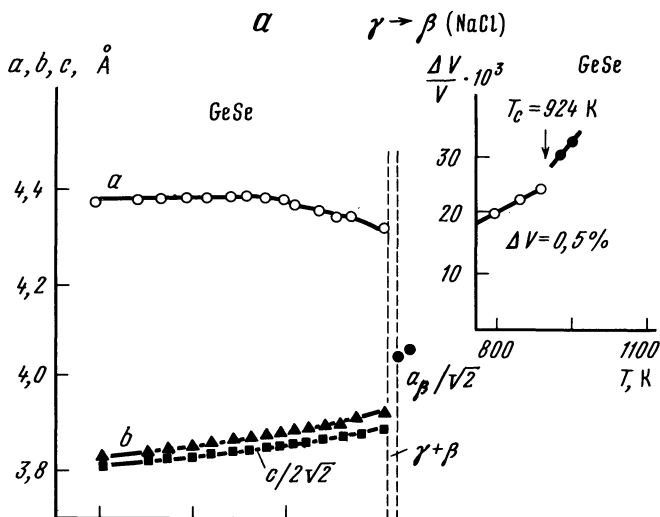 a
γ → β (NaCl)
a, b, c, Å
GeSe
a
4,4
4,2
4,0
3,8
b
c/2√2
a_β/√2
γ+β
ΔV/V · 10³
GeSe
T_c = 924 K
30
20
10
ΔV = 0,5%
800
1100
T, K